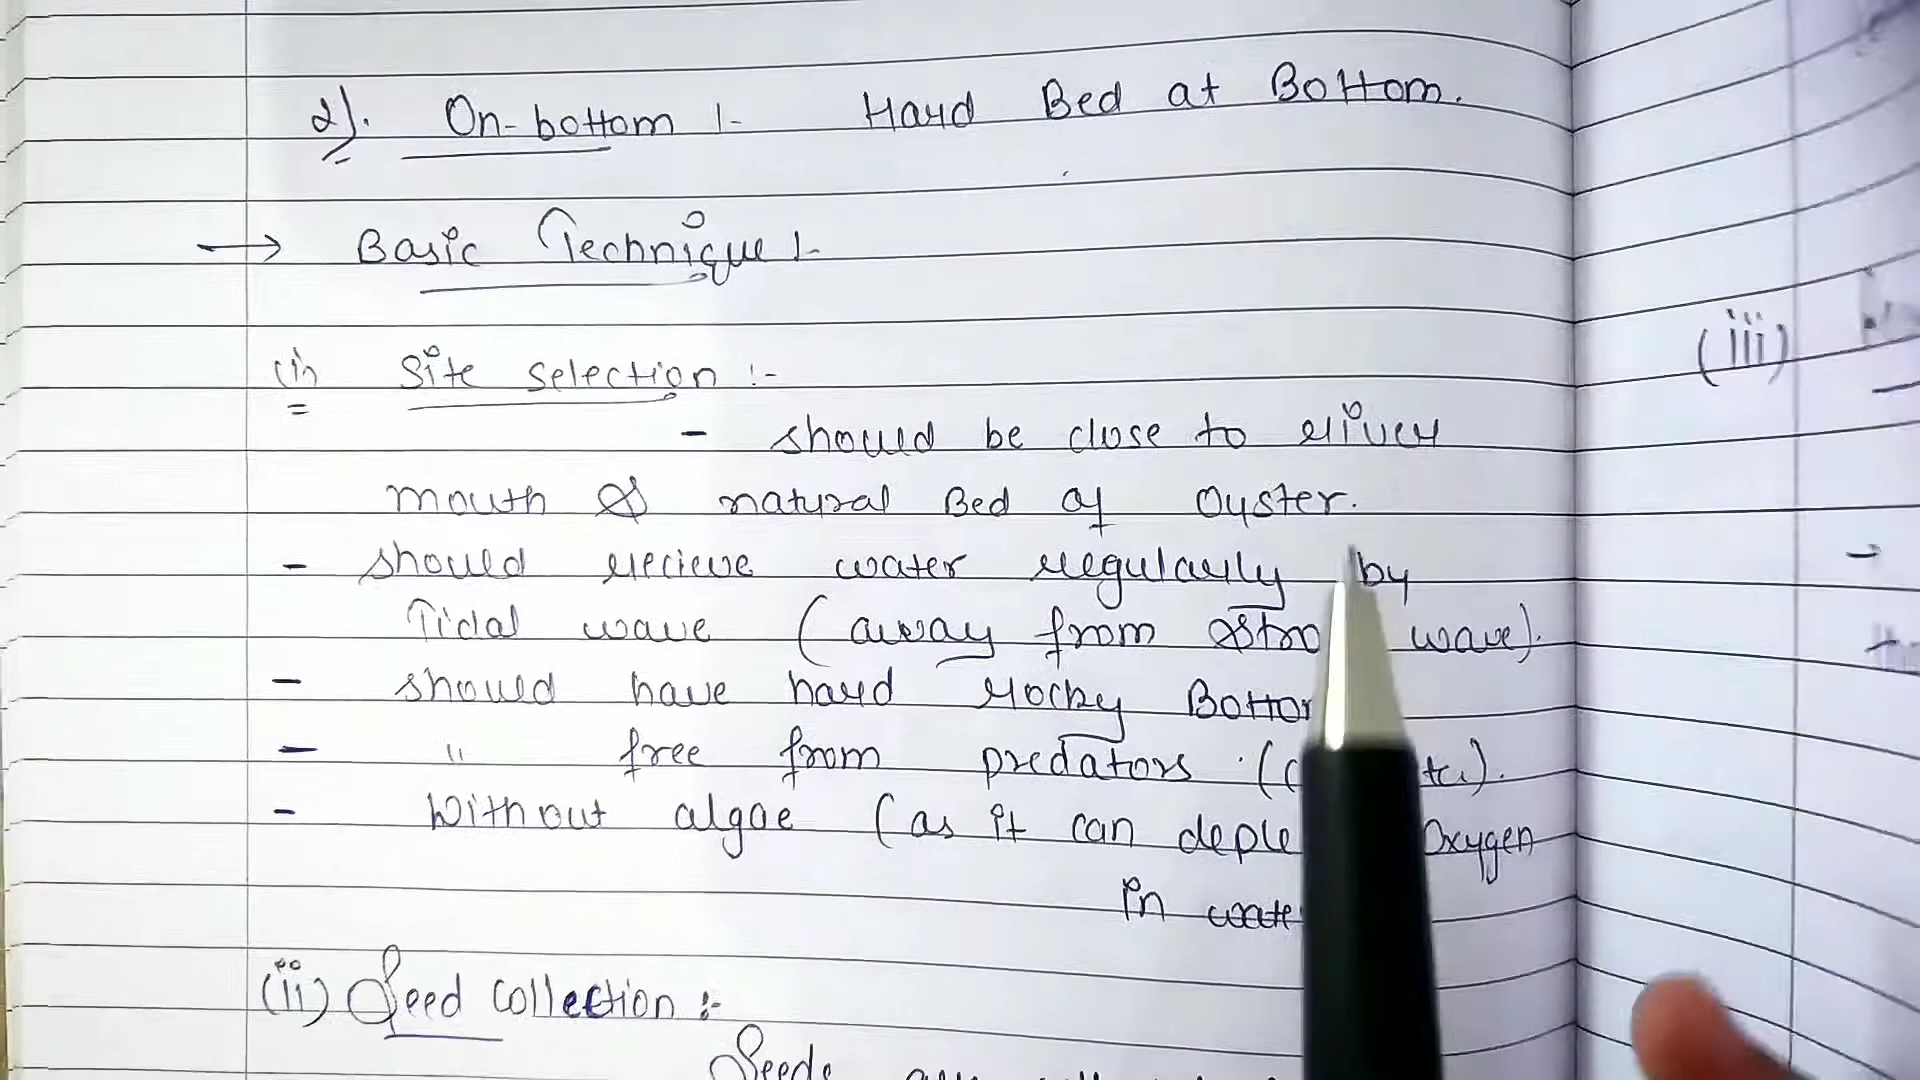 2). On-bottom :- Hard Bed at Bottom.
→ Basic Technique :-
(i) Site selection :-
- should be close to river
mouth & natural Bed of Oyster.
- should recieve water regularly by
Tidal wave (away from wave).
- should have hard rocky
- " free from predators
- Without algae (as it can Oxygen
in
(ii) Seed collection :-
Seeds
(iii)